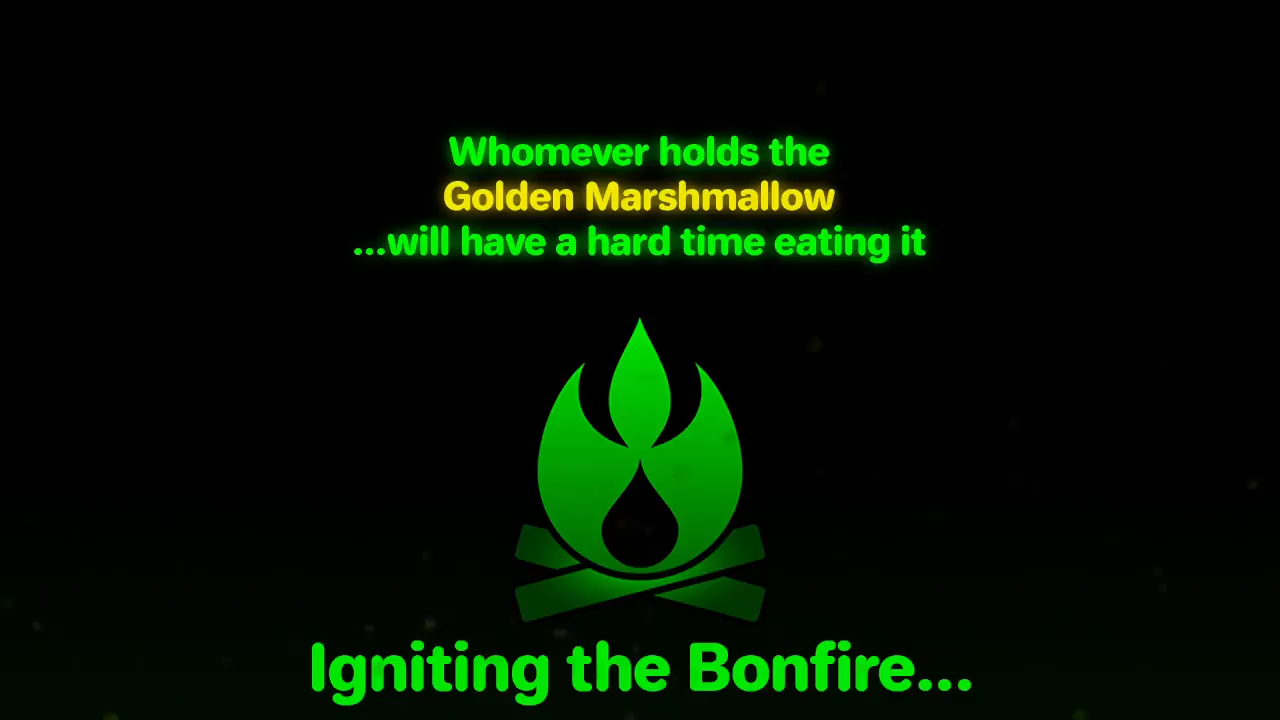 Whomever holds the
Golden Marshmallow
...will have a hard time eating it
Igniting the Bonfire...